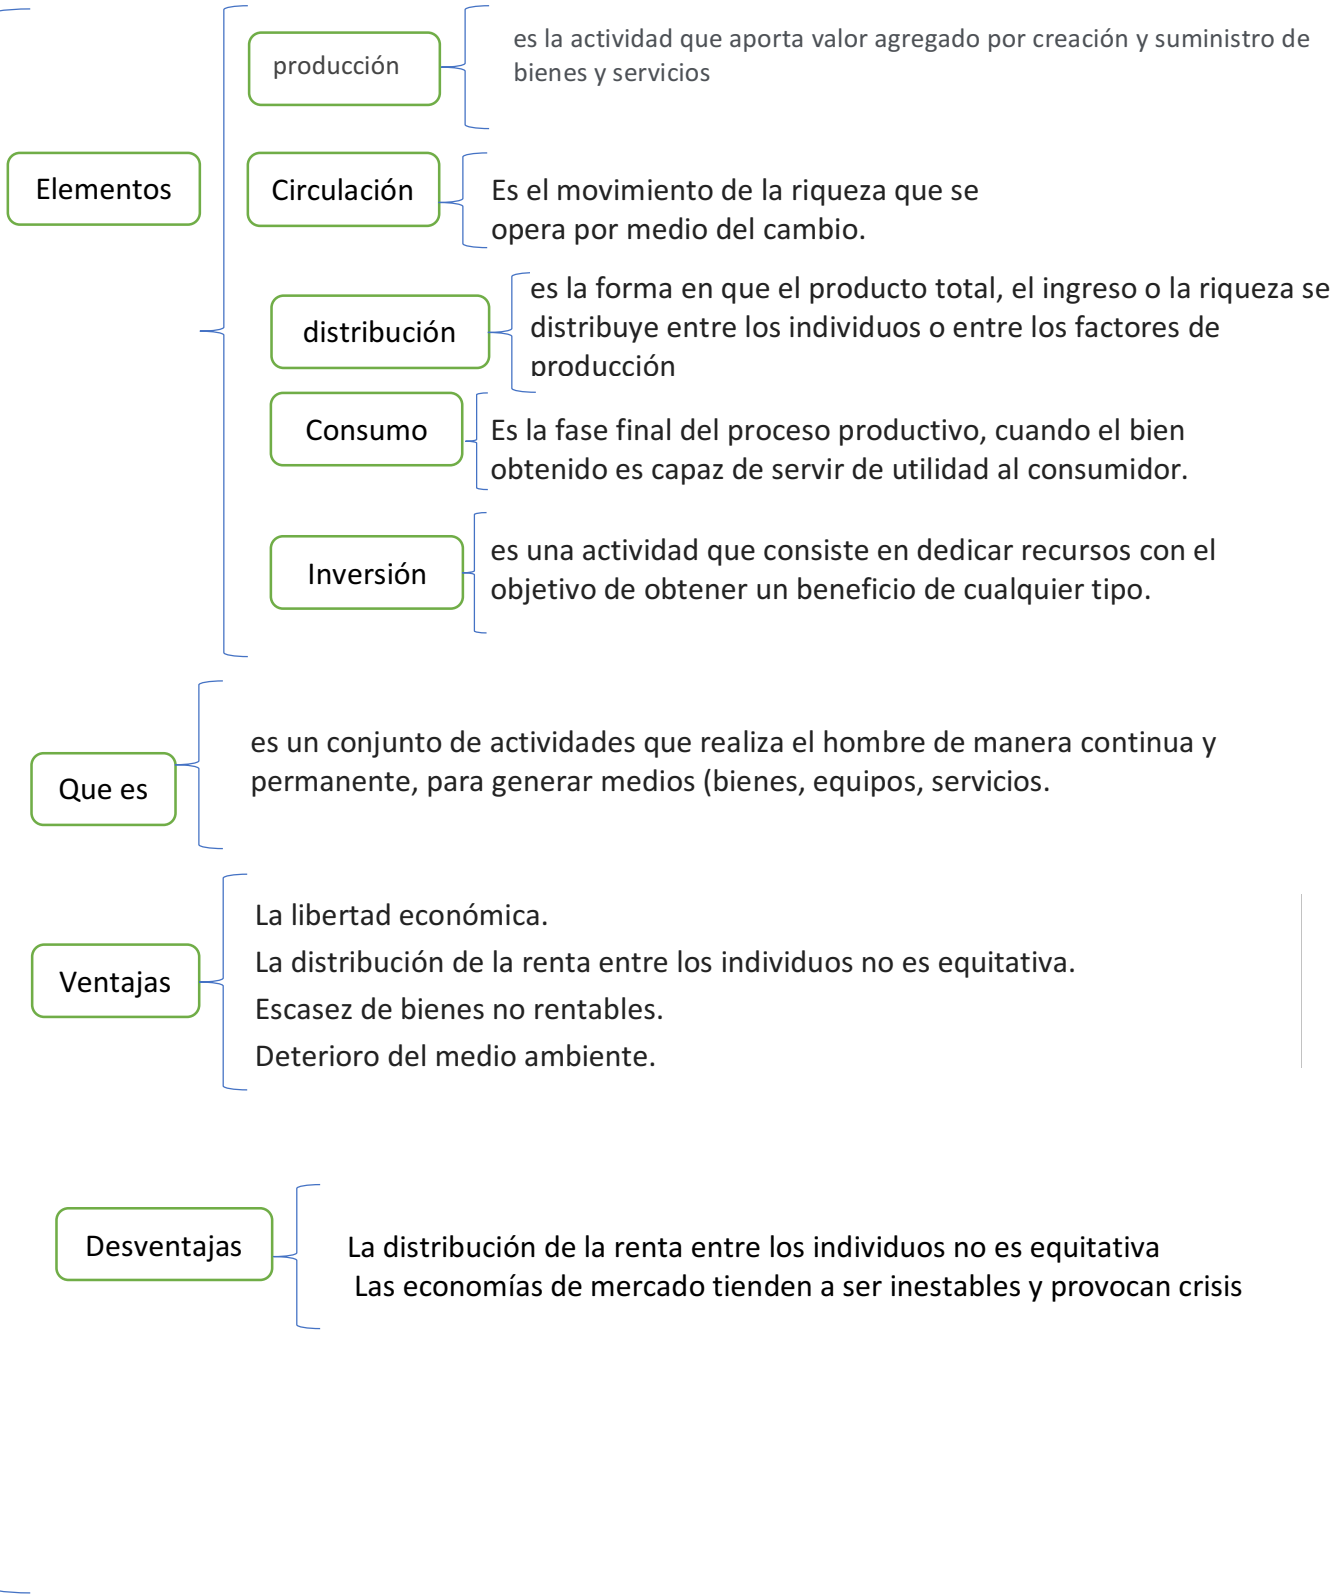 producción
es la actividad que aporta valor agregado por creación y suministro de
bienes y servicios
Elementos
Circulación
Es el movimiento de la riqueza que se
opera por medio del cambio.
distribución
es la forma en que el producto total, el ingreso o la riqueza se
distribuye entre los individuos o entre los factores de
producción
Consumo
Es la fase final del proceso productivo, cuando el bien
obtenido es capaz de servir de utilidad al consumidor.
Inversión
es una actividad que consiste en dedicar recursos con el
objetivo de obtener un beneficio de cualquier tipo.
Que es
es un conjunto de actividades que realiza el hombre de manera continua y
permanente, para generar medios (bienes, equipos, servicios.
Ventajas
La libertad económica.
La distribución de la renta entre los individuos no es equitativa.
Escasez de bienes no rentables.
Deterioro del medio ambiente.
Desventajas
La distribución de la renta entre los individuos no es equitativa
Las economías de mercado tienden a ser inestables y provocan crisis